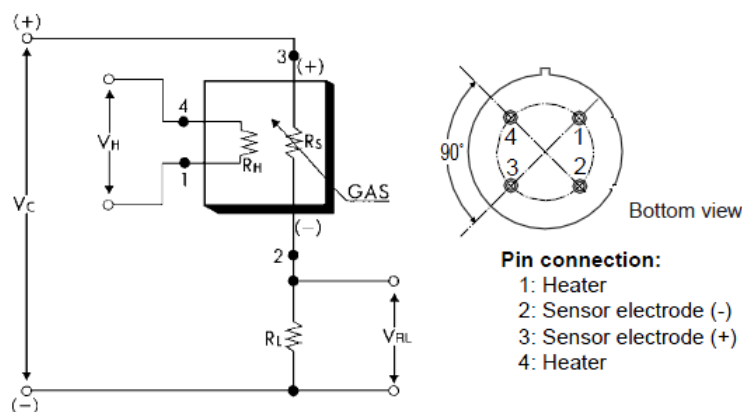 (+)
3
(+)
4
VH
RH
RS
1
GAS
VC
(-)
2
RL
VRL
(-)
90°
4
1
3
2
Bottom view
Pin connection:
1: Heater
2: Sensor electrode (-)
3: Sensor electrode (+)
4: Heater